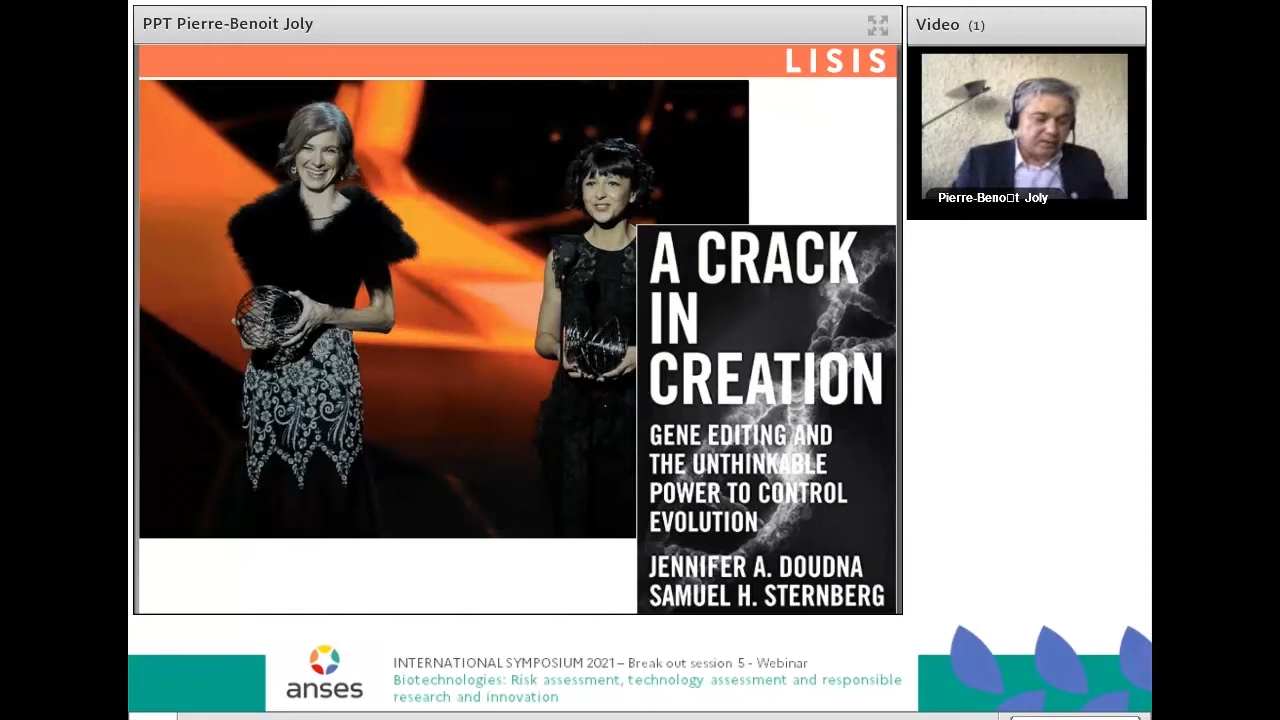 PPT Pierre-Benoit Joly
Video (1)
LISIS
Pierre-Beno□t Joly
A CRACK
IN
CREATION
GENE EDITING AND
THE UNTHINKABLE
POWER TO CONTROL
EVOLUTION
JENNIFER A. DOUDNA
SAMUEL H. STERNBERG
anses
INTERNATIONAL SYMPOSIUM 2021 – Break out session 5 - Webinar
Biotechnologies: Risk assessment, technology assessment and responsible
research and innovation